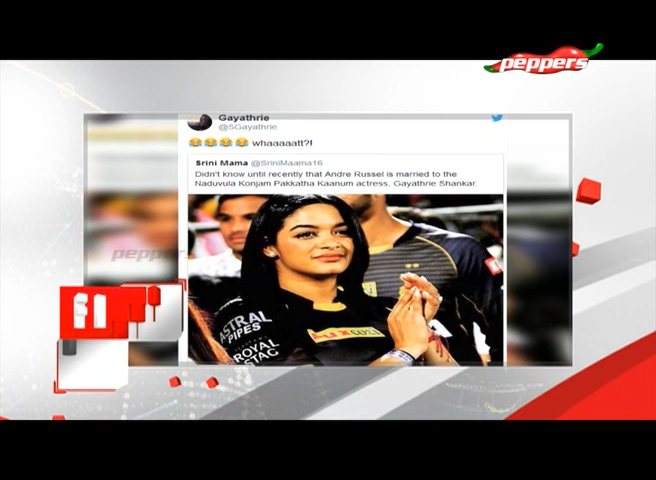 peppers
Gayathrie
@SGayathrie
😂😂😂😂 whaaaaatt?!
Srini Mama @SriniMaama16
Didn't know until recently that Andre Russel is married to the
Naduvula Konjam Pakkatha Kaanum actress, Gayathrie Shankar.
pepper
ASTRAL
PIPES
ROYAL
STAG